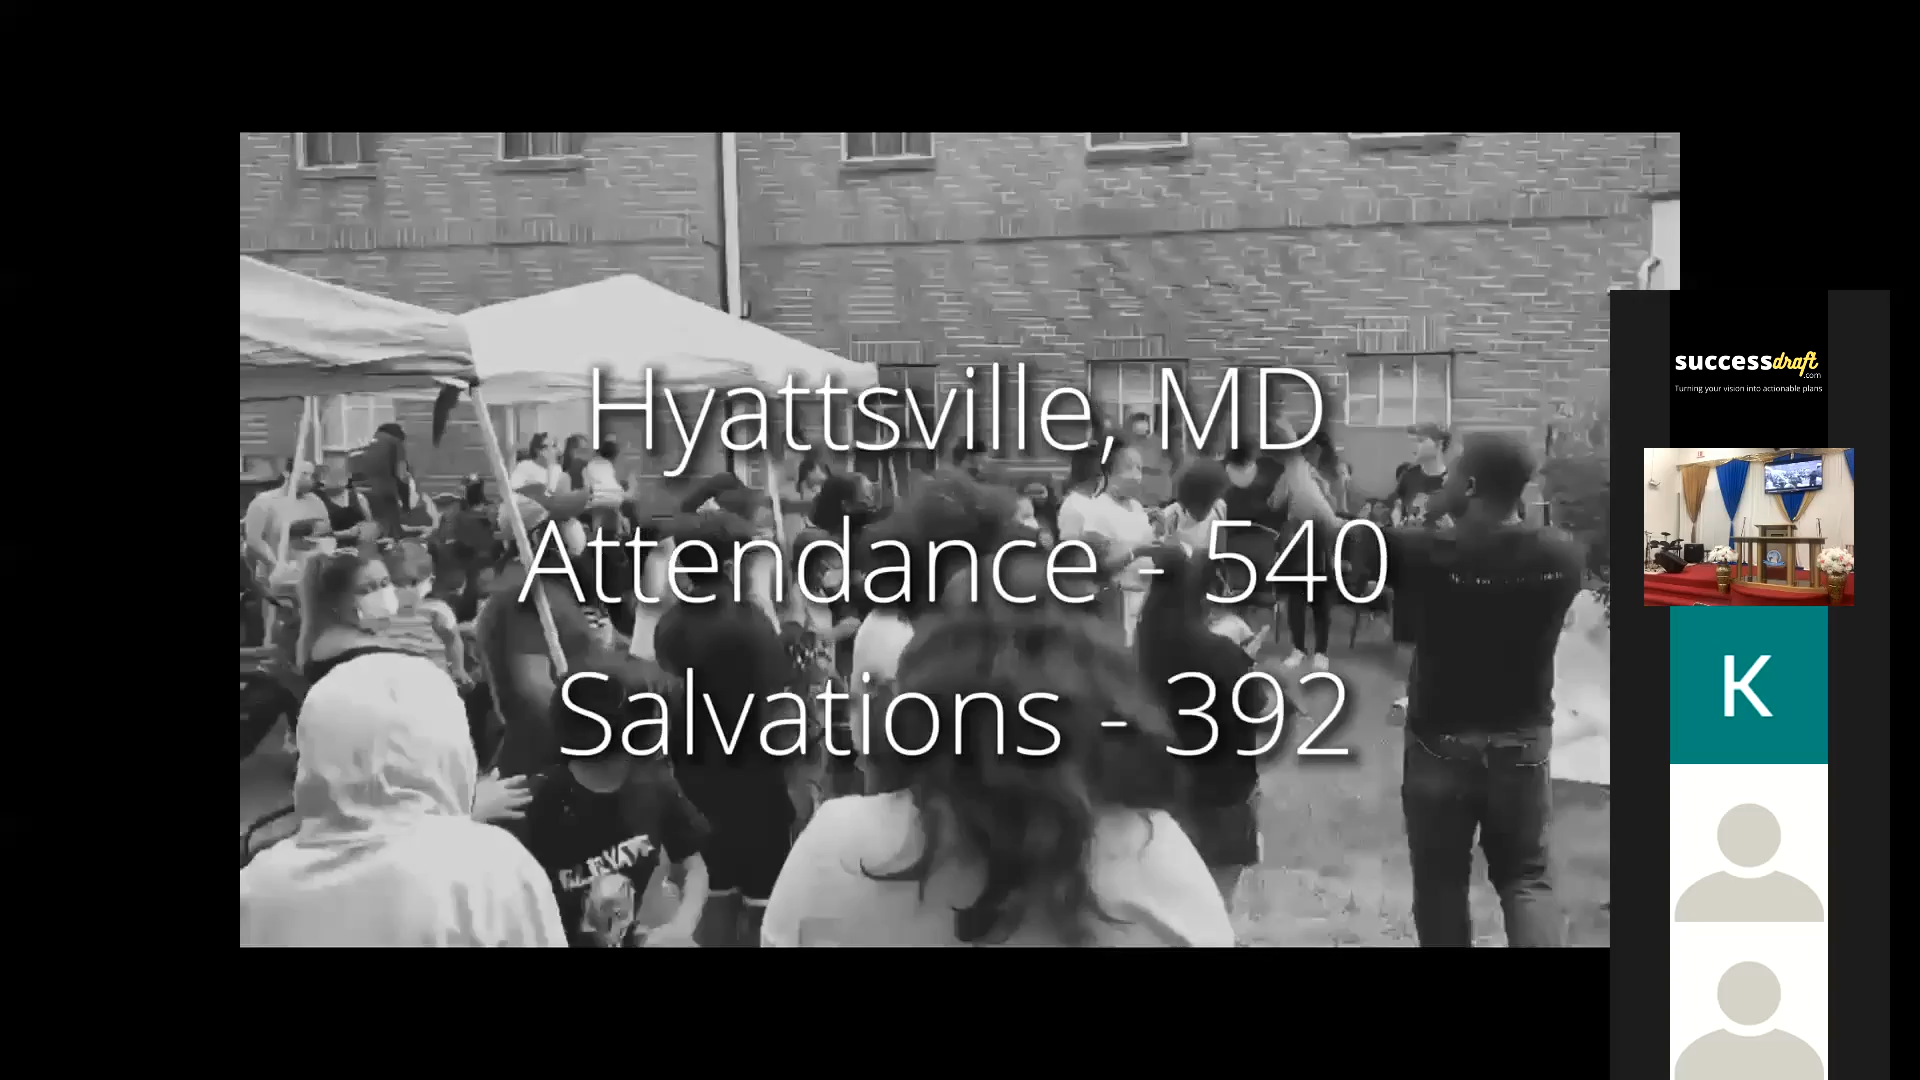 Hyattsville, MD
Attendance - 540
Salvations - 392
successdraft
.com
Turning your vision into actionable plans
K